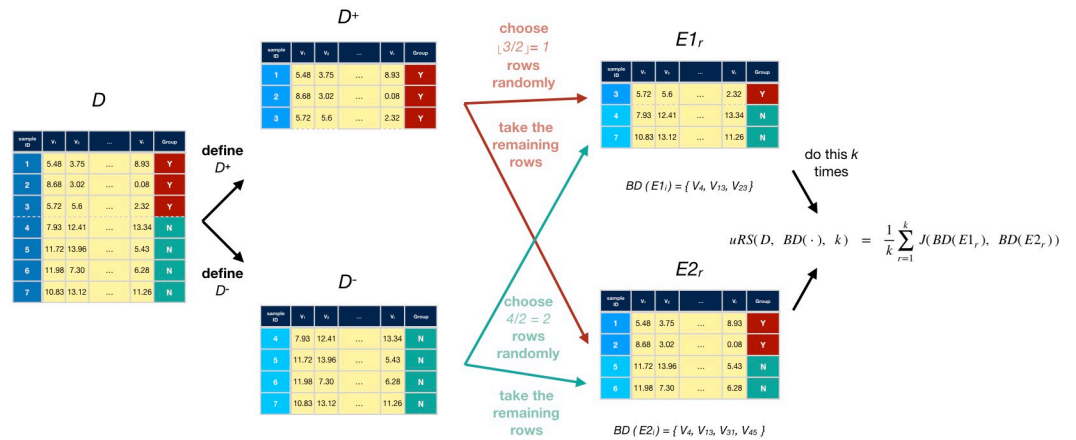 D
sample ID V₁ V₂ ... Vₜ Group
1 5.48 3.75 ... 8.93 Y
2 8.68 3.02 ... 0.08 Y
3 5.72 5.6 ... 2.32 Y
4 7.93 12.41 ... 13.34 N
5 11.72 13.96 ... 5.43 N
6 11.98 7.30 ... 6.28 N
7 10.83 13.12 ... 11.26 N
define
D+
define
D-
D+
sample ID V₁ V₂ ... Vₜ Group
1 5.48 3.75 ... 8.93 Y
2 8.68 3.02 ... 0.08 Y
3 5.72 5.6 ... 2.32 Y
D-
sample ID V₁ V₂ ... Vₜ Group
4 7.93 12.41 ... 13.34 N
5 11.72 13.96 ... 5.43 N
6 11.98 7.30 ... 6.28 N
7 10.83 13.12 ... 11.26 N
choose
⌊3/2⌋= 1
rows
randomly
take the
remaining
rows
choose
4/2 = 2
rows
randomly
take the
remaining
rows
E1ᵣ
sample ID V₁ V₂ ... Vₜ Group
3 5.72 5.6 ... 2.32 Y
4 7.93 12.41 ... 13.34 N
7 10.83 13.12 ... 11.26 N
BD ( E1ᵢ ) = { V₄, V₁₃, V₂₃ }
E2ᵣ
sample ID V₁ V₂ ... Vₜ Group
1 5.48 3.75 ... 8.93 Y
2 8.68 3.02 ... 0.08 Y
5 11.72 13.96 ... 5.43 N
6 11.98 7.30 ... 6.28 N
BD ( E2ᵢ ) = { V₄, V₁₃, V₃₁, V₄₅ }
do this k
times
uRS(D, BD(·), k) = 1/k ∑ᵣ₌₁ᵏ J(BD(E1ᵣ), BD(E2ᵣ))